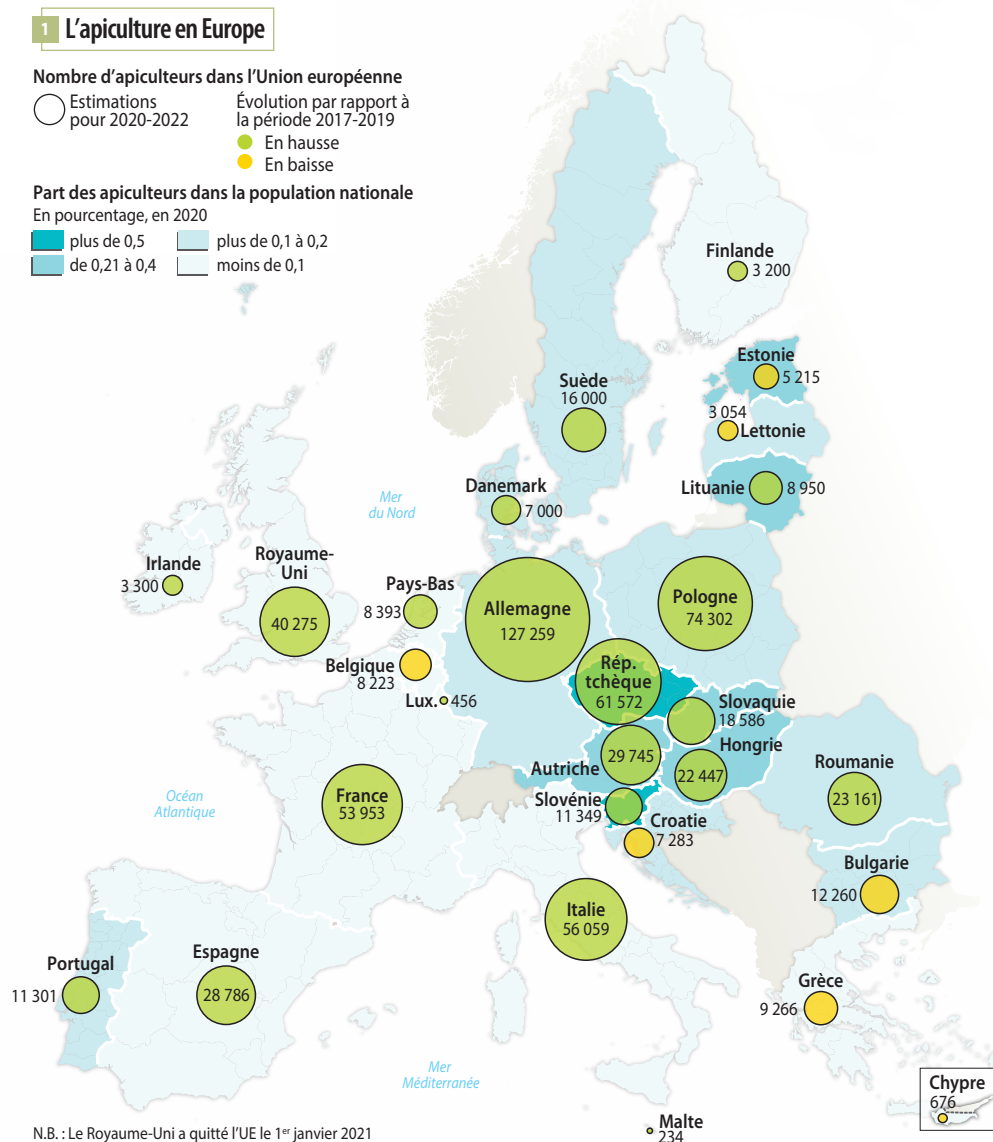 1 L'apiculture en Europe
Nombre d'apiculteurs dans l'Union européenne
Estimations
pour 2020-2022
Évolution par rapport à
la période 2017-2019
En hausse
En baisse
Part des apiculteurs dans la population nationale
En pourcentage, en 2020
plus de 0,5
plus de 0,1 à 0,2
de 0,21 à 0,4
moins de 0,1
Finlande
3 200
Estonie
5 215
Suède
16 000
3 054
Lettonie
Lituanie
8 950
Danemark
7 000
Mer
du Nord
Irlande
3 300
Royaume-
Uni
40 275
Pays-Bas
8 393
Allemagne
127 259
Pologne
74 302
Belgique
8 223
Lux.
456
Rép.
tchèque
61 572
Slovaquie
18 586
Hongrie
22 447
Autriche
29 745
Roumanie
23 161
Océan
Atlantique
France
53 953
Slovénie
11 349
Croatie
7 283
Bulgarie
12 260
Italie
56 059
Portugal
11 301
Espagne
28 786
Grèce
9 266
Mer
Méditerranée
Chypre
676
Malte
234
N.B. : Le Royaume-Uni a quitté l'UE le 1er janvier 2021